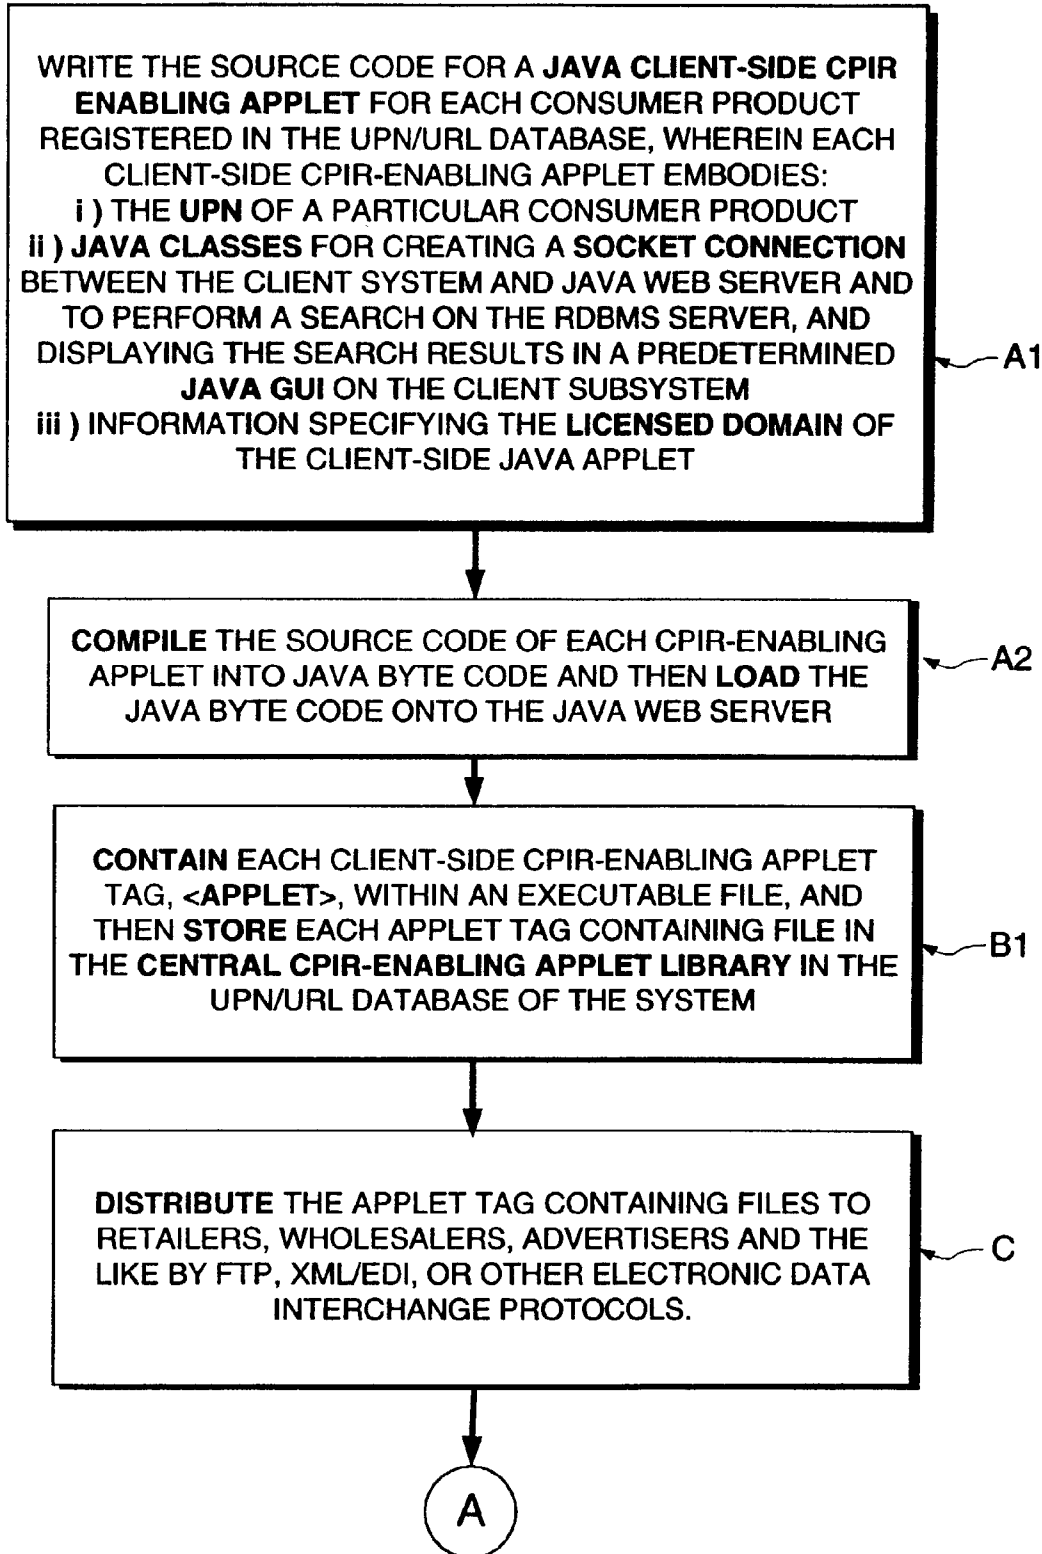 WRITE THE SOURCE CODE FOR A JAVA CLIENT-SIDE CPIR
ENABLING APPLET FOR EACH CONSUMER PRODUCT
REGISTERED IN THE UPN/URL DATABASE, WHEREIN EACH
CLIENT-SIDE CPIR-ENABLING APPLET EMBODIES:
i ) THE UPN OF A PARTICULAR CONSUMER PRODUCT
ii ) JAVA CLASSES FOR CREATING A SOCKET CONNECTION
BETWEEN THE CLIENT SYSTEM AND JAVA WEB SERVER AND
TO PERFORM A SEARCH ON THE RDBMS SERVER, AND
DISPLAYING THE SEARCH RESULTS IN A PREDETERMINED
JAVA GUI ON THE CLIENT SUBSYSTEM
iii ) INFORMATION SPECIFYING THE LICENSED DOMAIN OF
THE CLIENT-SIDE JAVA APPLET
A1
COMPILE THE SOURCE CODE OF EACH CPIR-ENABLING
APPLET INTO JAVA BYTE CODE AND THEN LOAD THE
JAVA BYTE CODE ONTO THE JAVA WEB SERVER
A2
CONTAIN EACH CLIENT-SIDE CPIR-ENABLING APPLET
TAG, <APPLET>, WITHIN AN EXECUTABLE FILE, AND
THEN STORE EACH APPLET TAG CONTAINING FILE IN
THE CENTRAL CPIR-ENABLING APPLET LIBRARY IN THE
UPN/URL DATABASE OF THE SYSTEM
B1
DISTRIBUTE THE APPLET TAG CONTAINING FILES TO
RETAILERS, WHOLESALERS, ADVERTISERS AND THE
LIKE BY FTP, XML/EDI, OR OTHER ELECTRONIC DATA
INTERCHANGE PROTOCOLS.
C
A